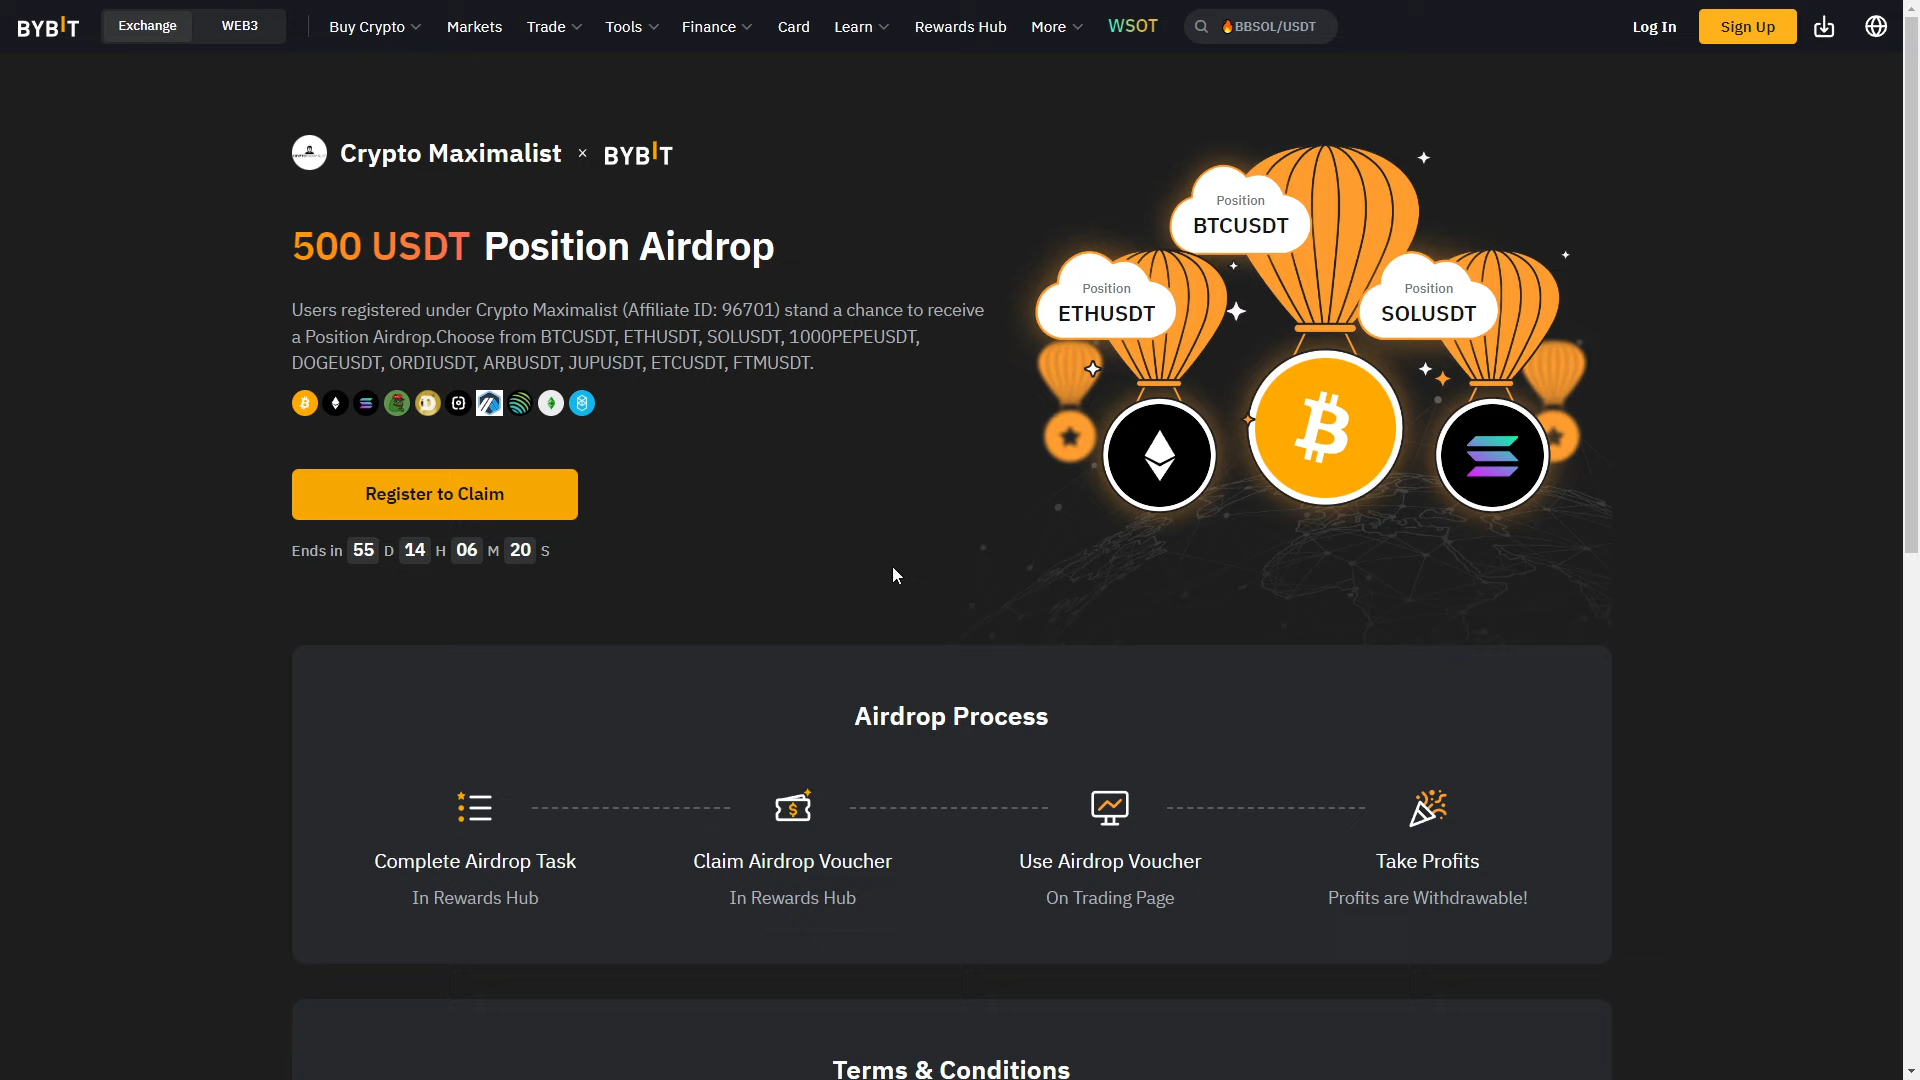 BYBIT Exchange WEB3 Buy Crypto Markets Trade Tools Finance Card Learn Rewards Hub More WSOT BBSOL/USDT Log In Sign Up
Crypto Maximalist × BYBIT
500 USDT Position Airdrop
Users registered under Crypto Maximalist (Affiliate ID: 96701) stand a chance to receive
a Position Airdrop.Choose from BTCUSDT, ETHUSDT, SOLUSDT, 1000PEPEUSDT,
DOGEUSDT, ORDIUSDT, ARBUSDT, JUPUSDT, ETCUSDT, FTMUSDT.
Register to Claim
Ends in 55 D 14 H 06 M 20 S
Position
BTCUSDT
Position
ETHUSDT
Position
SOLUSDT
Airdrop Process
Complete Airdrop Task
In Rewards Hub
Claim Airdrop Voucher
In Rewards Hub
Use Airdrop Voucher
On Trading Page
Take Profits
Profits are Withdrawable!
Terms & Conditions